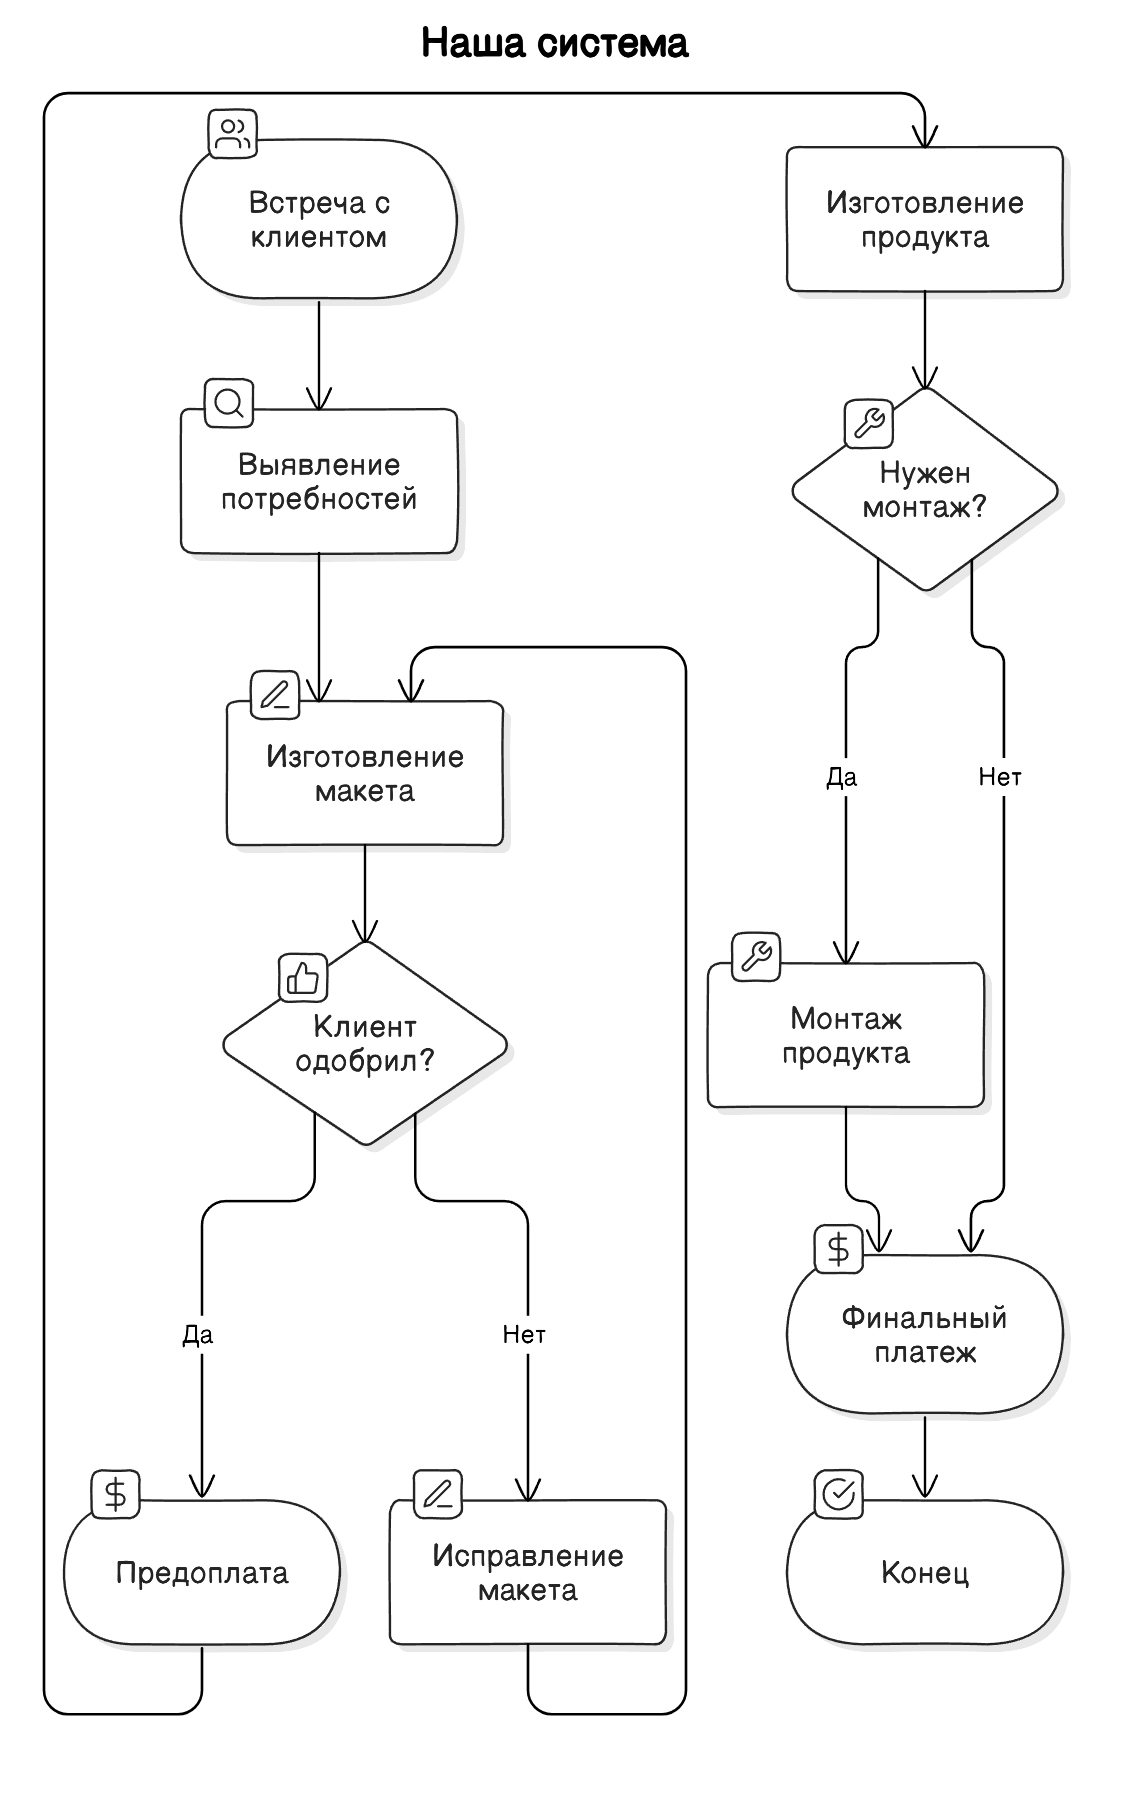 Наша система
Встреча с
клиентом
Выявление
потребностей
Изготовление
макета
Клиент
одобрил?
Да
Нет
$
Предоплата
Исправление
макета
Изготовление
продукта
Нужен
монтаж?
Да
Нет
Монтаж
продукта
$
Финальный
платеж
Конец